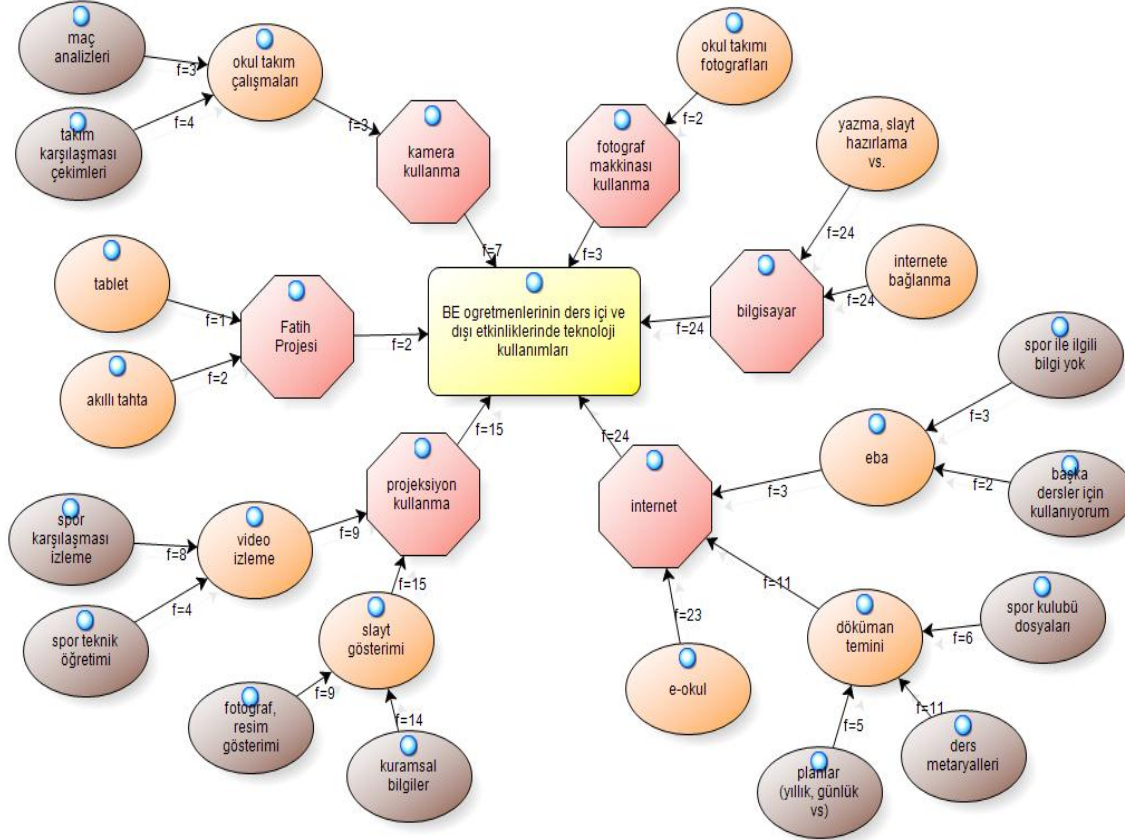 maç
analizleri
f=3
okul takım
çalışmaları
f=4
takım
karşılaşması
çekimleri
f=3
kamera
kullanma
f=7
okul takımı
fotografları
f=2
fotograf
makkinası
kullanma
f=3
yazma, slayt
hazırlama
vs.
f=24
internete
bağlanma
f=24
bilgisayar
f=24
tablet
f=1
Fatih
Projesi
f=2
akıllı tahta
f=2
BE ogretmenlerinin ders içi ve
dışı etkinliklerinde teknoloji
kullanımları
spor ile ilgili
bilgi yok
f=3
eba
f=3
başka
dersler için
kullanıyorum
f=2
f=15
projeksiyon
kullanma
f=24
internet
spor
karşılaşması
izleme
f=8
video
izleme
f=9
f=4
spor teknik
öğretimi
f=15
slayt
gösterimi
f=9
fotograf,
resim
gösterimi
f=14
kuramsal
bilgiler
f=23
e-okul
f=11
döküman
temini
f=6
spor kulubü
dosyaları
f=5
planlar
(yıllık, günlük
vs)
f=11
ders
metaryalleri